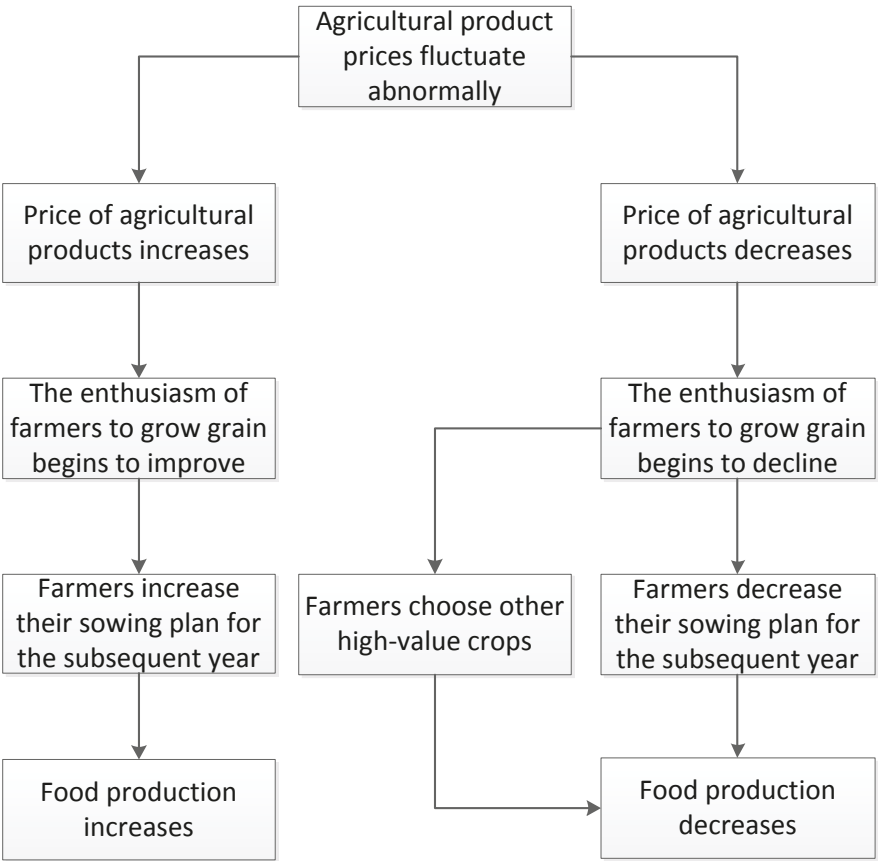 Agricultural product
prices fluctuate
abnormally
Price of agricultural
products increases
Price of agricultural
products decreases
The enthusiasm of
farmers to grow grain
begins to improve
The enthusiasm of
farmers to grow grain
begins to decline
Farmers increase
their sowing plan for
the subsequent year
Farmers choose other
high-value crops
Farmers decrease
their sowing plan for
the subsequent year
Food production
increases
Food production
decreases